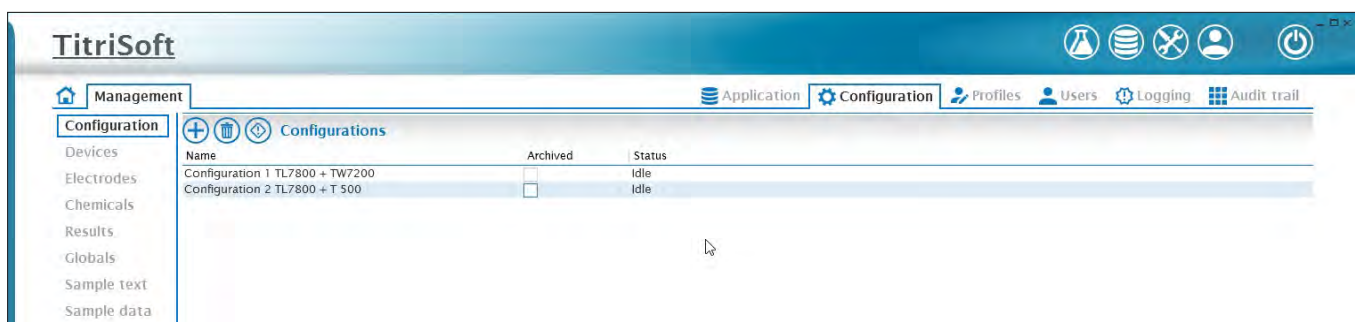 TitriSoft
Management Application Configuration Profiles Users Logging Audit trail
Configuration Configurations
Devices Name Archived Status
Electrodes Configuration 1 TL7800 + TW7200 Idle
Chemicals Configuration 2 TL7800 + T 500 Idle
Results
Globals
Sample text
Sample data